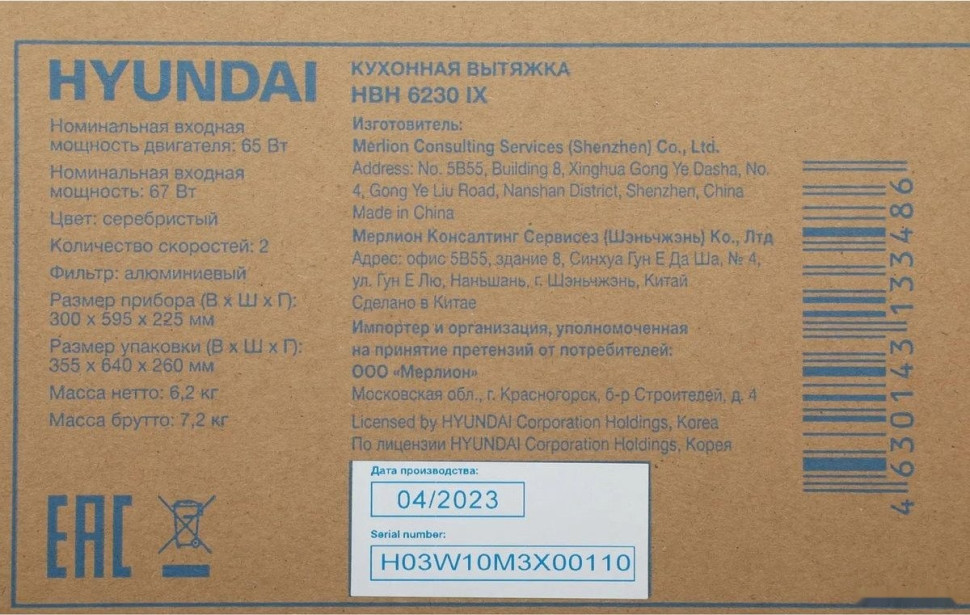 HYUNDAI
Номинальная входная
мощность двигателя: 65 Вт
Номинальная входная
мощность: 67 Вт
Цвет: серебристый
Количество скоростей: 2
Фильтр: алюминиевый
Размер прибора (В х Ш х Г):
300 х 595 х 225 мм
Размер упаковки (В х Ш х Г):
355 х 640 х 260 мм
Масса нетто: 6,2 кг
Масса брутто: 7,2 кг
EAC
КУХОННАЯ ВЫТЯЖКА
HBH 6230 IX
Изготовитель:
Merlion Consulting Services (Shenzhen) Co., Ltd.
Address: No. 5B55, Building 8, Xinghua Gong Ye Dasha, No.
4, Gong Ye Liu Road, Nanshan District, Shenzhen, China
Made in China
Мерлион Консалтинг Сервисез (Шэньчжэнь) Ко., Лтд
Адрес: офис 5B55, здание 8, Синхуа Гун Е Да Ша, № 4,
ул. Гун Е Лю, Наньшань, г. Шэньчжэнь, Китай
Сделано в Китае
Импортер и организация, уполномоченная
на принятие претензий от потребителей:
ООО «Мерлион»
Московская обл., г. Красногорск, б-р Строителей, д. 4
Licensed by HYUNDAI Corporation Holdings, Korea
По лицензии HYUNDAI Corporation Holdings, Корея
Дата производства:
04/2023
Serial number:
H03W10M3X00110
4 630143 133486